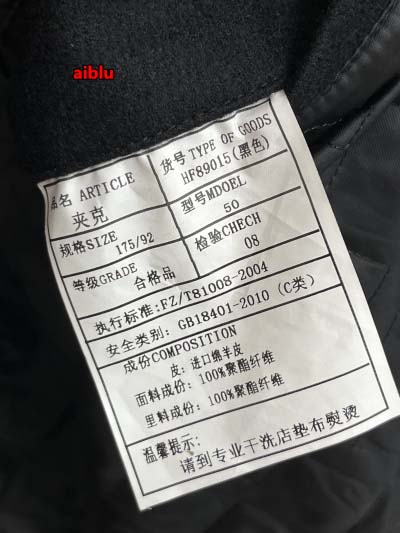 aiblu
品名 ARTICLE
夹克
货号 TYPE OF GOODS
HF89015(黑色)
规格SIZE
175/92
型号MDOEL
50
等级GRADE
合格品
检验CHECH
08
执行标准:FZ/T81008-2004
安全类别: GB18401-2010 (C类)
成份COMPOSITION
皮: 进口绵羊皮
面料成份: 100%聚酯纤维
里料成份: 100%聚酯纤维
温馨提示:
请到专业干洗店垫布熨烫